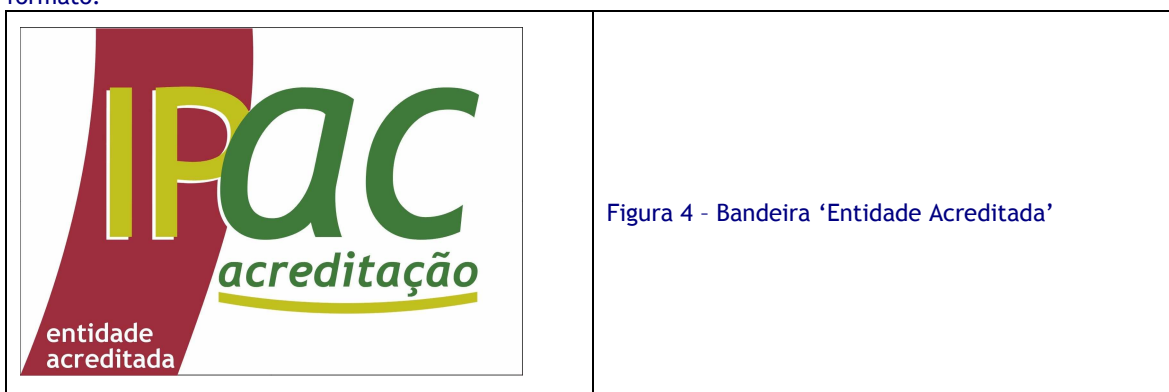 formato:
IPac
acreditação
entidade
acreditada
Figura 4 – Bandeira ‘Entidade Acreditada’